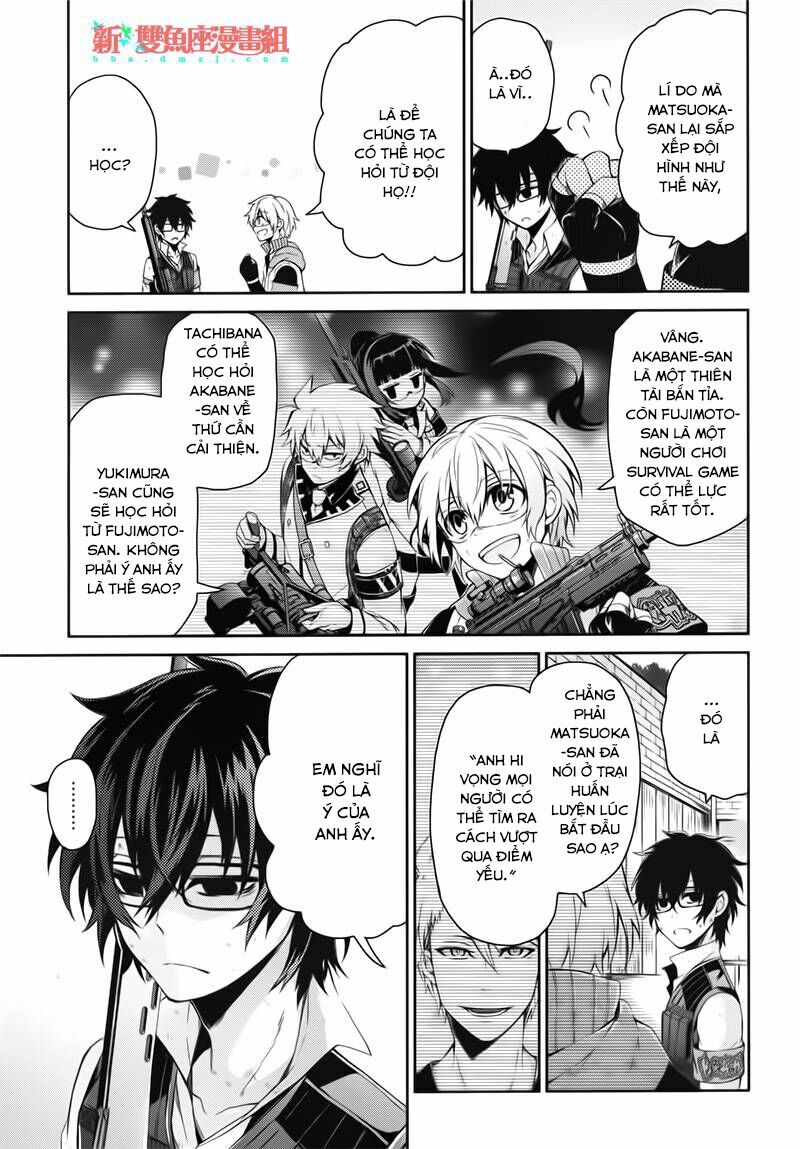 新·雙魚座漫畫組
bbs.dmzj.com
LÍ DO MÀ
MATSUOKA-
SAN LẠI SẮP
XẾP ĐỘI
HÌNH NHƯ
THẾ NÀY,
À..ĐÓ
LÀ VÌ..
LÀ ĐỂ
CHÚNG TA
CÓ THỂ HỌC
HỎI TỪ ĐỘI
HỌ!!
...
HỌC?
VÂNG.
AKABANE-SAN
LÀ MỘT THIÊN
TÀI BẮN TỈA.
CÓN FUJIMOTO-
SAN LÀ MỘT
NGƯỜI CHƠI
SURVIVAL GAME
CÓ THỂ LỰC
RẤT TỐT.
TACHIBANA
CÓ THỂ
HỌC HỎI
AKABANE
-SAN VỀ
THỨ CẦN
CẢI THIỆN.
YUKIMURA
-SAN CŨNG
SẼ HỌC HỎI
TỪ FUJIMOTO-
SAN. KHÔNG
PHẢI Ý ANH ẤY
LÀ THẾ SAO?
...
ĐÓ
LÀ
CHẲNG
PHẢI
MATSUOKA
-SAN ĐÃ
NÓI Ở TRẠI
HUẤN
LUYỆN LÚC
BẮT ĐẦU
SAO Ạ?
"ANH HI
VỌNG MỌI
NGƯỜI CÓ
THỂ TÌM RA
CÁCH VƯỢT
QUA ĐIỂM
YẾU."
EM NGHĨ
ĐÓ LÀ
Ý CỦA
ANH ẤY.
......